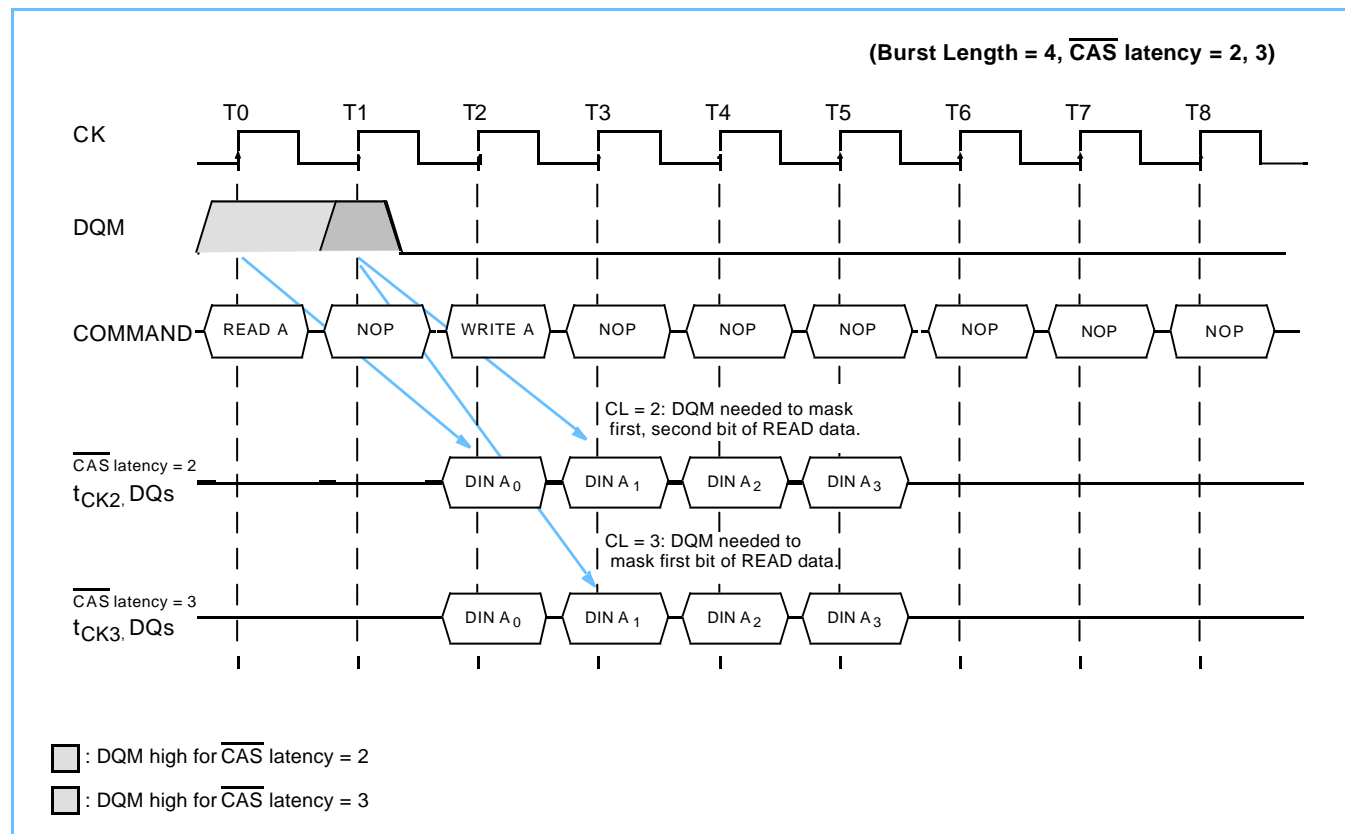 (Burst Length = 4, CAS latency = 2, 3)
T0 T1 T2 T3 T4 T5 T6 T7 T8
CK
DQM
COMMAND READ A NOP WRITE A NOP NOP NOP NOP NOP NOP
CL = 2: DQM needed to mask
first, second bit of READ data.
CAS latency = 2
tCK2, DQs DIN A0 DIN A1 DIN A2 DIN A3
CL = 3: DQM needed to
mask first bit of READ data.
CAS latency = 3
tCK3, DQs DIN A0 DIN A1 DIN A2 DIN A3
: DQM high for CAS latency = 2
: DQM high for CAS latency = 3